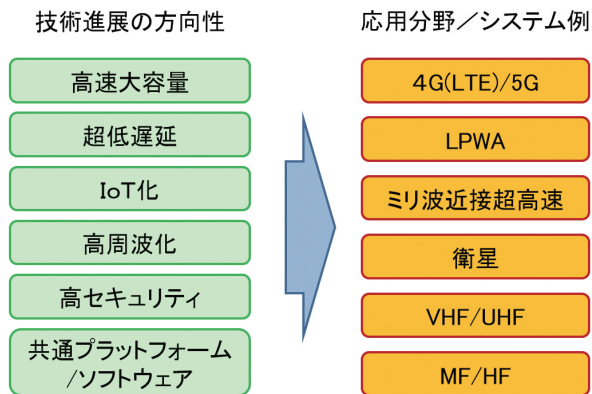 技術進展の方向性
高速大容量
超低遅延
IoT化
高周波化
高セキュリティ
共通プラットフォーム
/ソフトウェア
応用分野／システム例
4G(LTE)/5G
LPWA
ミリ波近接超高速
衛星
VHF/UHF
MF/HF